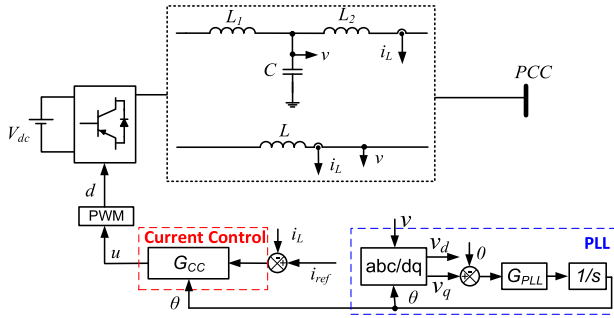 L1 L2
iL
v
C
PCC
Vdc
L
iL v
d
PWM
Current Control iL v PLL
u GCC iref abc/dq vd 0 GPLL 1/s
vq
θ θ
- + - +